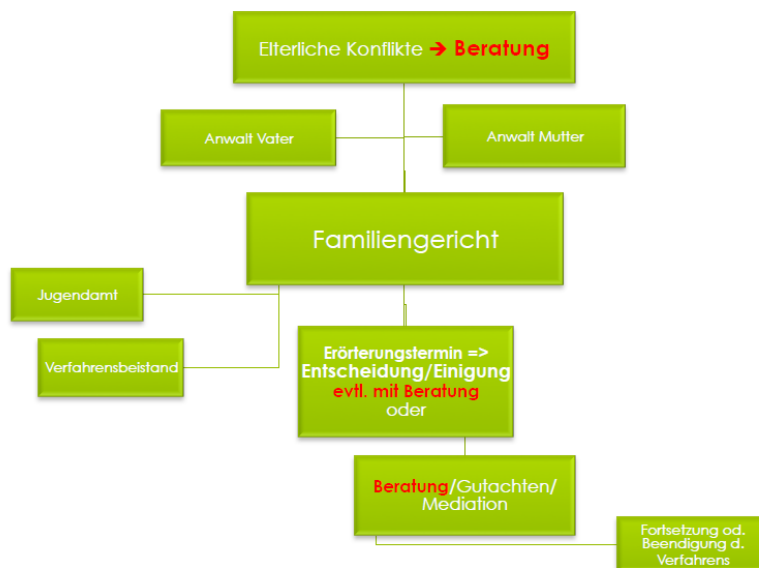 Elterliche Konflikte ➔ Beratung
Anwalt Vater
Anwalt Mutter
Familiengericht
Jugendamt
Verfahrensbeistand
Erörterungstermin =>
Entscheidung/Einigung
evtl. mit Beratung
oder
Beratung/Gutachten/
Mediation
Fortsetzung od.
Beendigung d.
Verfahrens